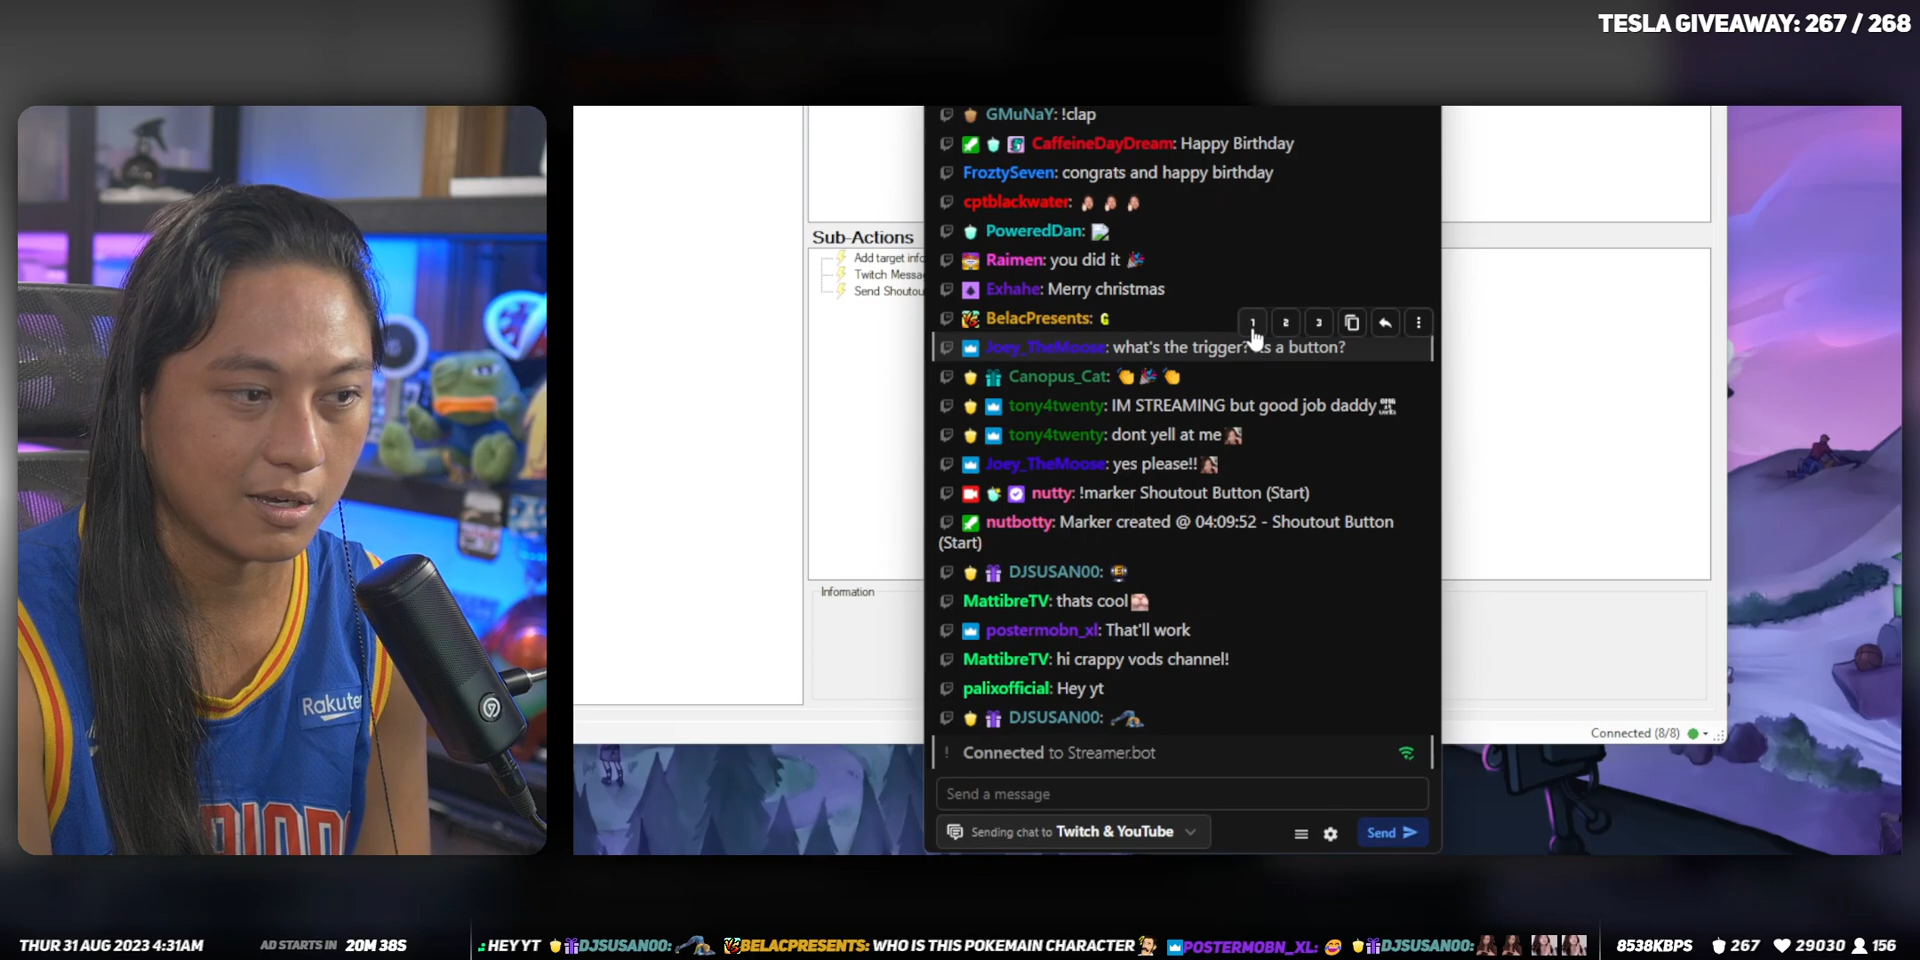 TESLA GIVEAWAY: 267 / 268
GMuNaY: !clap
CaffeineDayDream: Happy Birthday
FroztySeven: congrats and happy birthday
cptblackwater:
PoweredDan:
Raimen: you did it
Exhahe: Merry christmas
BelacPresents: G
1 2 3
Joey_TheMoose: what's the trigger? a button?
Canopus_Cat:
tony4twenty: IM STREAMING but good job daddy
tony4twenty: dont yell at me
Joey_TheMoose: yes please!!
nutty: !marker Shoutout Button (Start)
nutbotty: Marker created @ 04:09:52 - Shoutout Button
(Start)
DJSUSAN00:
MattibreTV: thats cool
postermobn_xl: That'll work
MattibreTV: hi crappy vods channel!
palixofficial: Hey yt
DJSUSAN00:
! Connected to Streamer.bot
Send a message
Sending chat to Twitch & YouTube
Send
Sub-Actions
Add target info
Twitch Messa
Send Shoutou
Information
Connected (8/8)
Rakuten
THUR 31 AUG 2023 4:31AM
AD STARTS IN 20M 38S
: HEY YT DJSUSAN00: BELACPRESENTS: WHO IS THIS POKEMAIN CHARACTER POSTERMOBN_XL: DJSUSAN00:
8538KBPS 267 29030 156